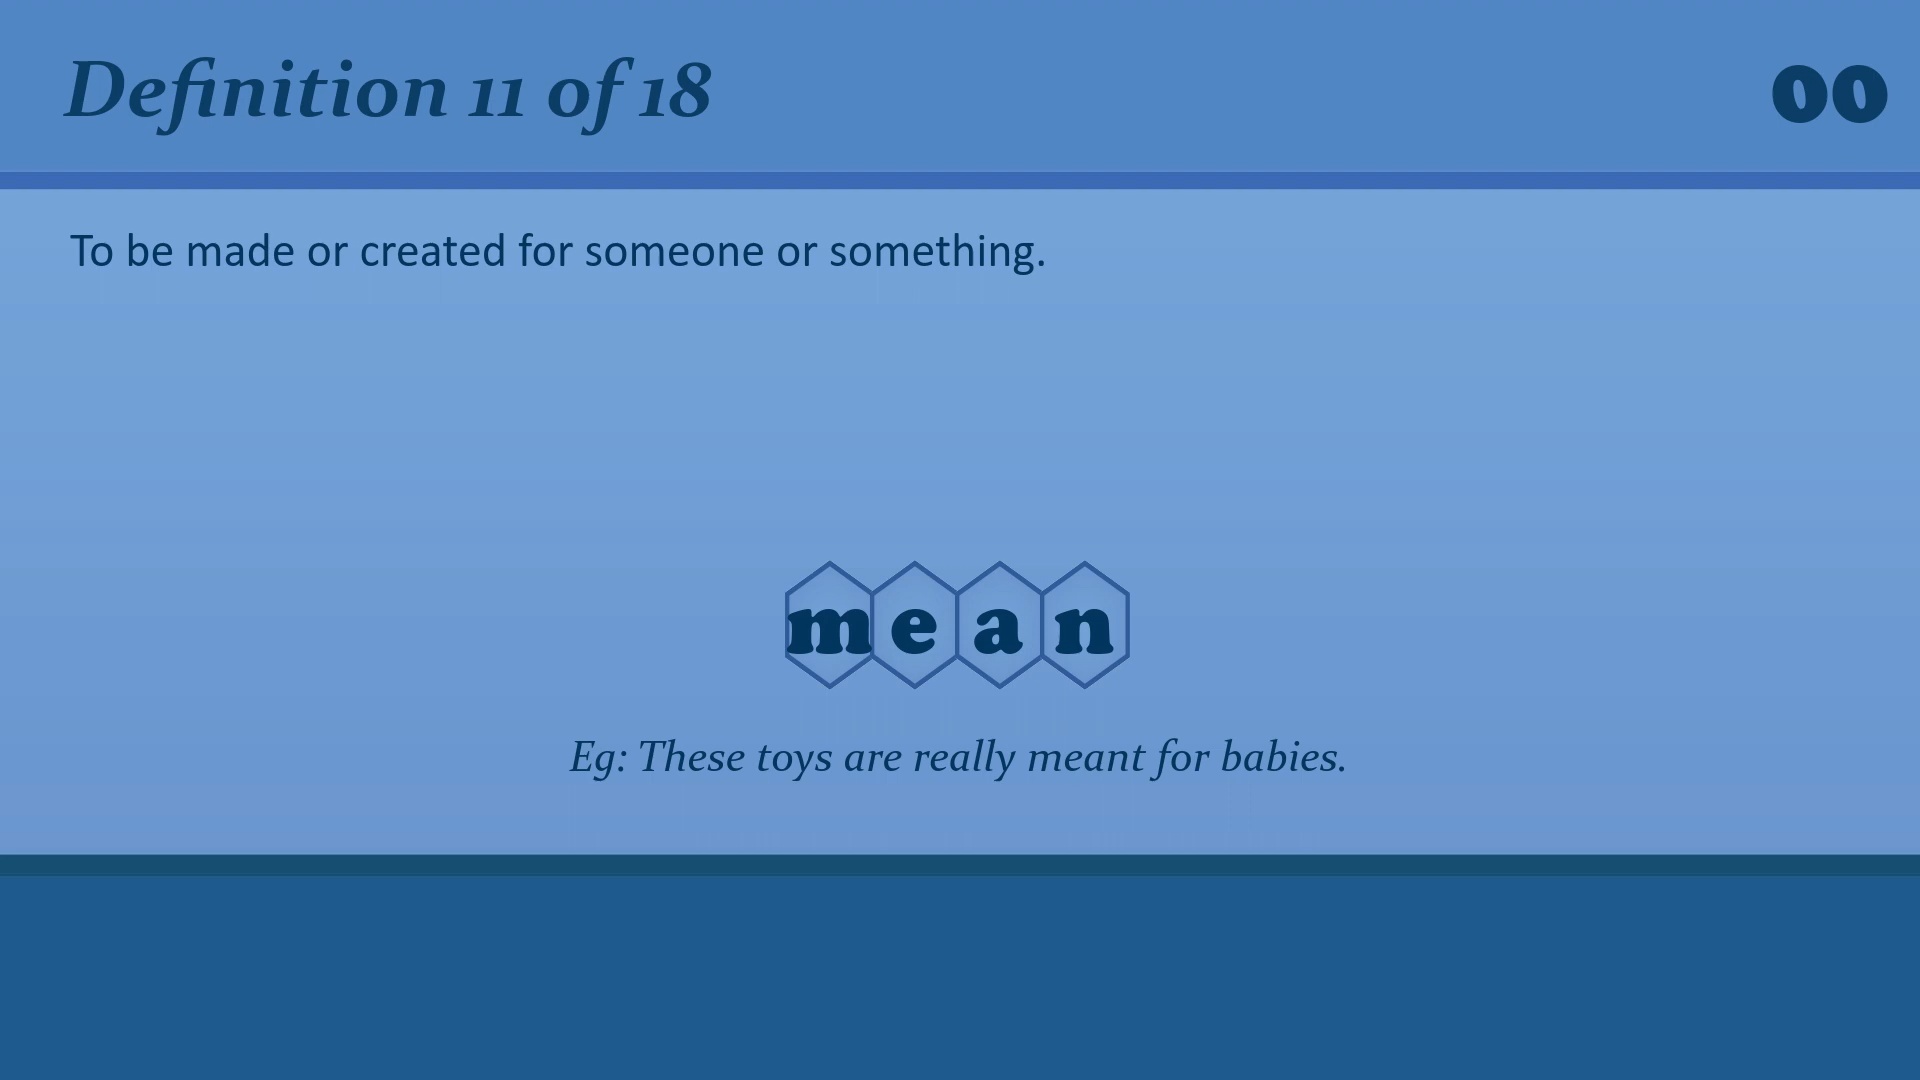 Definition 11 of 18
00
To be made or created for someone or something.
mean
Eg: These toys are really meant for babies.